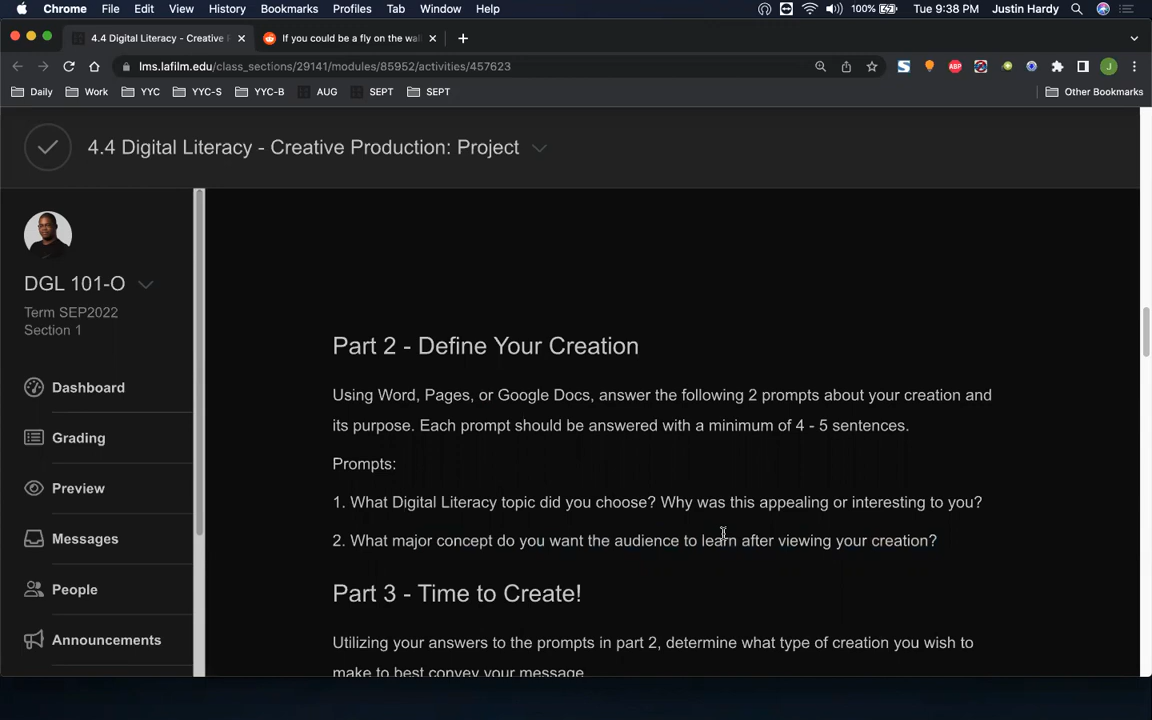 Chrome File Edit View History Bookmarks Profiles Tab Window Help 100% Tue 9:38 PM Justin Hardy
4.4 Digital Literacy - Creative P If you could be a fly on the wal
lms.lafilm.edu/class_sections/29141/modules/85952/activities/457623
Daily Work YYC YYC-S YYC-B AUG SEPT SEPT Other Bookmarks
4.4 Digital Literacy - Creative Production: Project
DGL 101-O
Term SEP2022
Section 1
Dashboard
Grading
Preview
Messages
People
Announcements
Part 2 - Define Your Creation
Using Word, Pages, or Google Docs, answer the following 2 prompts about your creation and
its purpose. Each prompt should be answered with a minimum of 4 - 5 sentences.
Prompts:
1. What Digital Literacy topic did you choose? Why was this appealing or interesting to you?
2. What major concept do you want the audience to learn after viewing your creation?
Part 3 - Time to Create!
Utilizing your answers to the prompts in part 2, determine what type of creation you wish to
make to best convey your message.